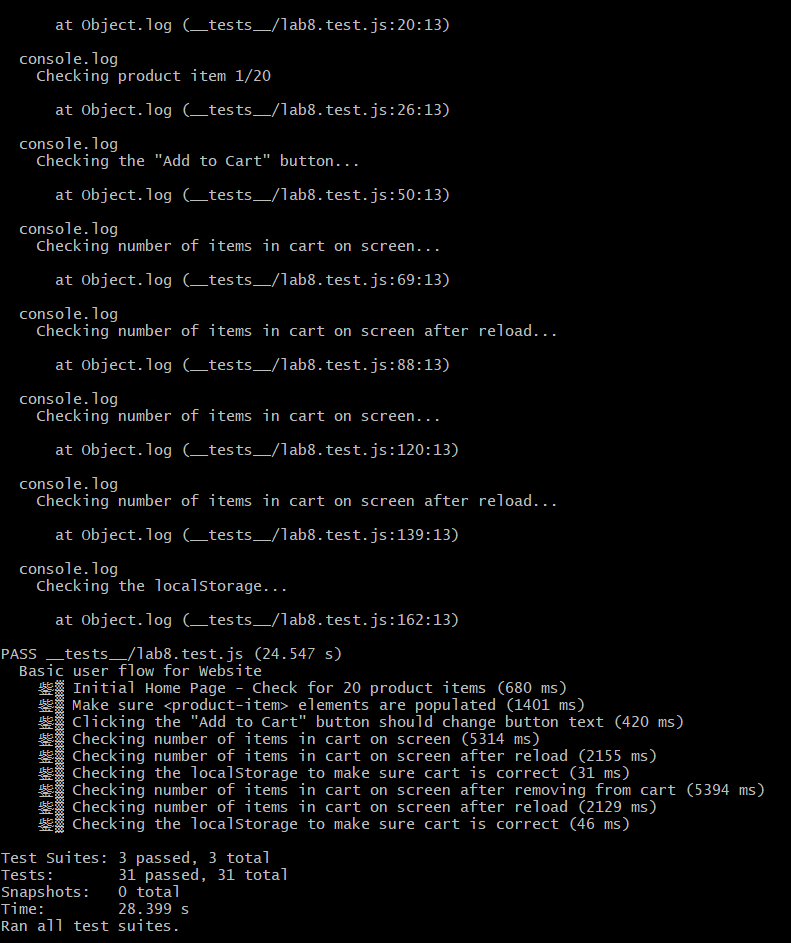 at Object.log (__tests__/lab8.test.js:20:13)
console.log
Checking product item 1/20
at Object.log (__tests__/lab8.test.js:26:13)
console.log
Checking the "Add to Cart" button...
at Object.log (__tests__/lab8.test.js:50:13)
console.log
Checking number of items in cart on screen...
at Object.log (__tests__/lab8.test.js:69:13)
console.log
Checking number of items in cart on screen after reload...
at Object.log (__tests__/lab8.test.js:88:13)
console.log
Checking number of items in cart on screen...
at Object.log (__tests__/lab8.test.js:120:13)
console.log
Checking number of items in cart on screen after reload...
at Object.log (__tests__/lab8.test.js:139:13)
console.log
Checking the localStorage...
at Object.log (__tests__/lab8.test.js:162:13)
PASS __tests__/lab8.test.js (24.547 s)
Basic user flow for Website
Initial Home Page - Check for 20 product items (680 ms)
Make sure <product-item> elements are populated (1401 ms)
Clicking the "Add to Cart" button should change button text (420 ms)
Checking number of items in cart on screen (5314 ms)
Checking number of items in cart on screen after reload (2155 ms)
Checking the localStorage to make sure cart is correct (31 ms)
Checking number of items in cart on screen after removing from cart (5394 ms)
Checking number of items in cart on screen after reload (2129 ms)
Checking the localStorage to make sure cart is correct (46 ms)
Test Suites: 3 passed, 3 total
Tests: 31 passed, 31 total
Snapshots: 0 total
Time: 28.399 s
Ran all test suites.